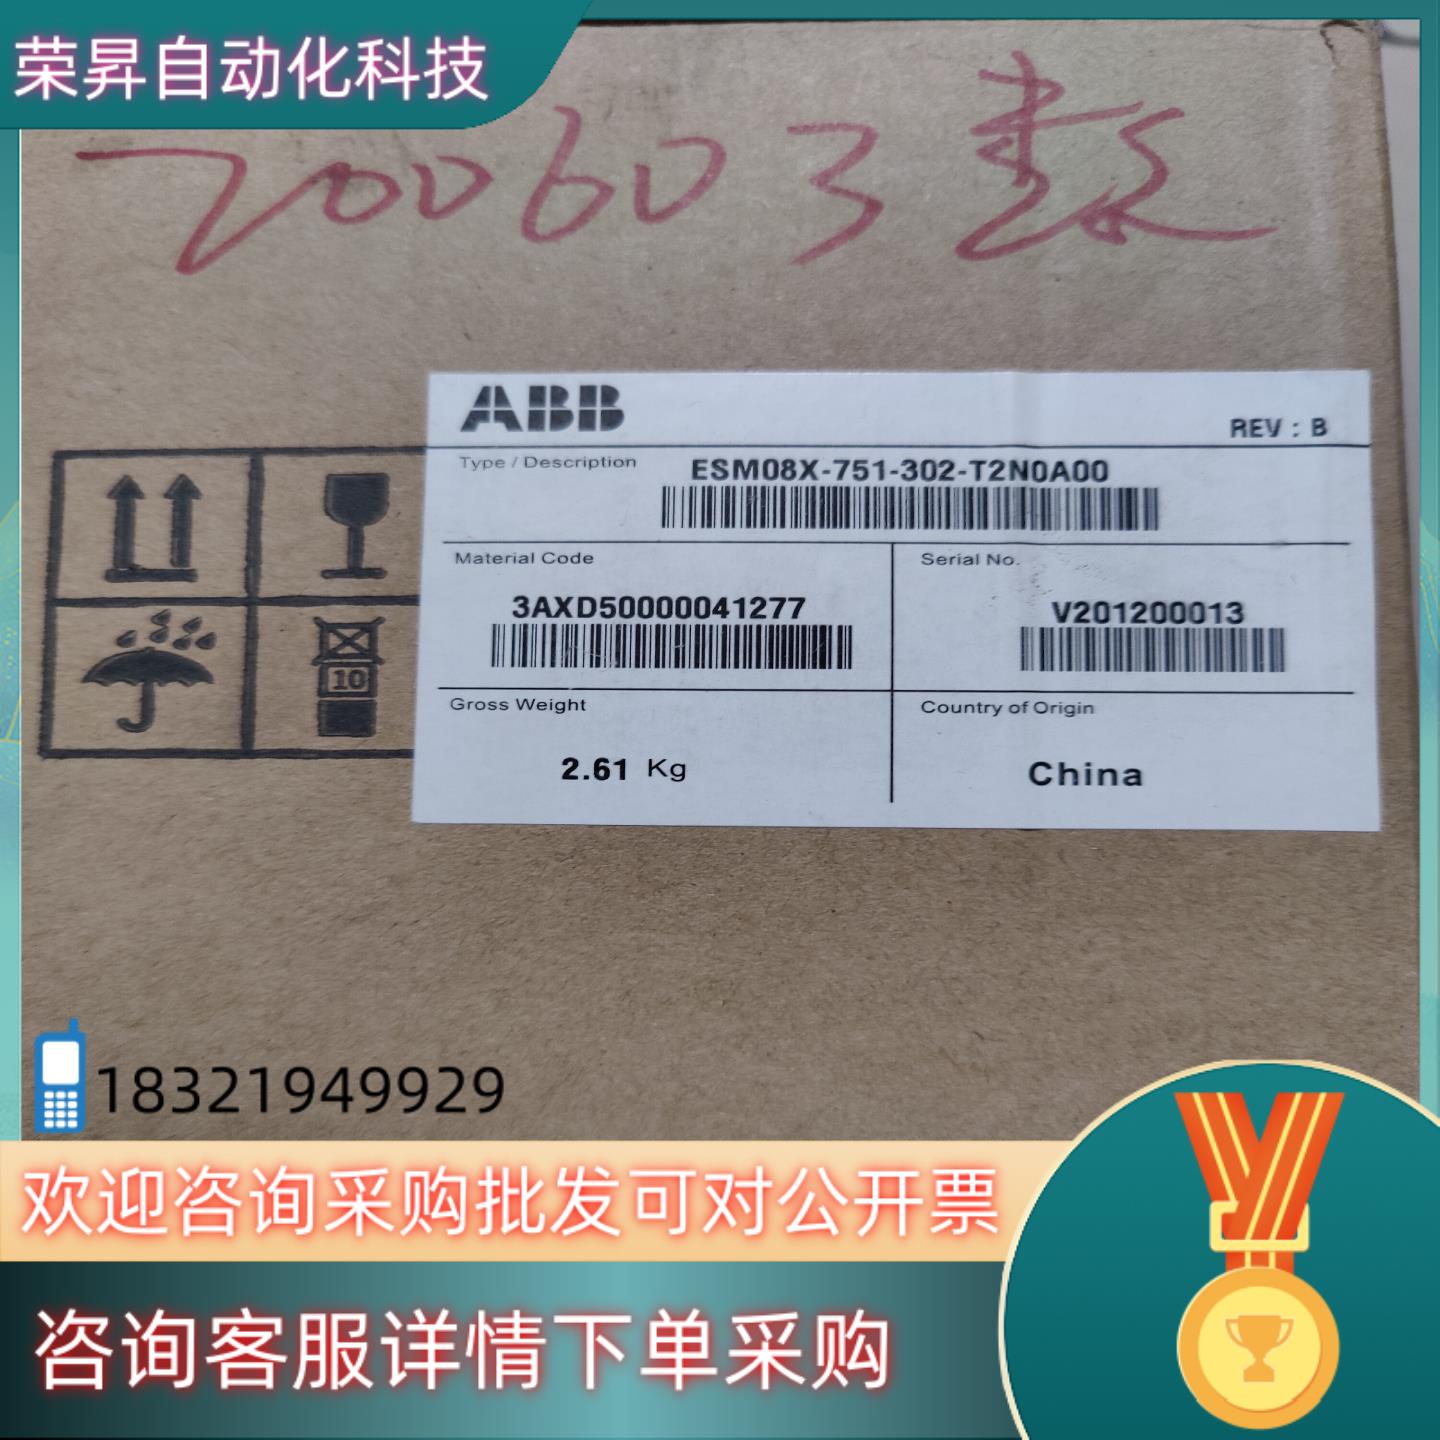 荣昇自动化科技
200603 整
ABB
REV : B
Type / Description
ESM08X-751-302-T2N0A00
Material Code
Serial No.
3AXD50000041277
V201200013
Gross Weight
Country of Origin
2.61 Kg
China
10
18321949929
欢迎咨询采购批发可对公开票
咨询客服详情下单采购